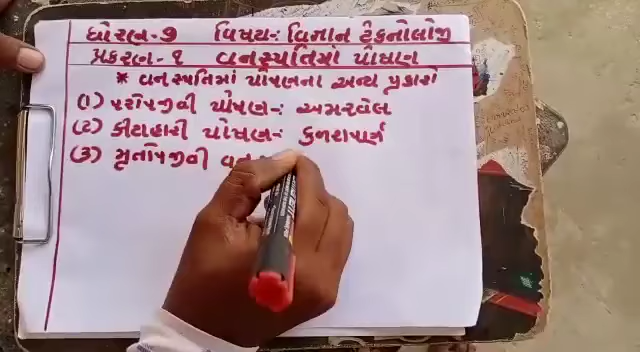 ધોરણ-૭ વિષય:- વિજ્ઞાન ટેકનોલોજી
પ્રકરણ-૧ વનસ્પતિમાં પોષણ
* વનસ્પતિમાં પોષણના અન્ય પ્રકારો
(૧) પરોપજીવી પોષણ-: અમરવેલ
(૨) કીટાહારી પોષણ-: કળશપર્ણ
(૩) મૃતોપજીવી